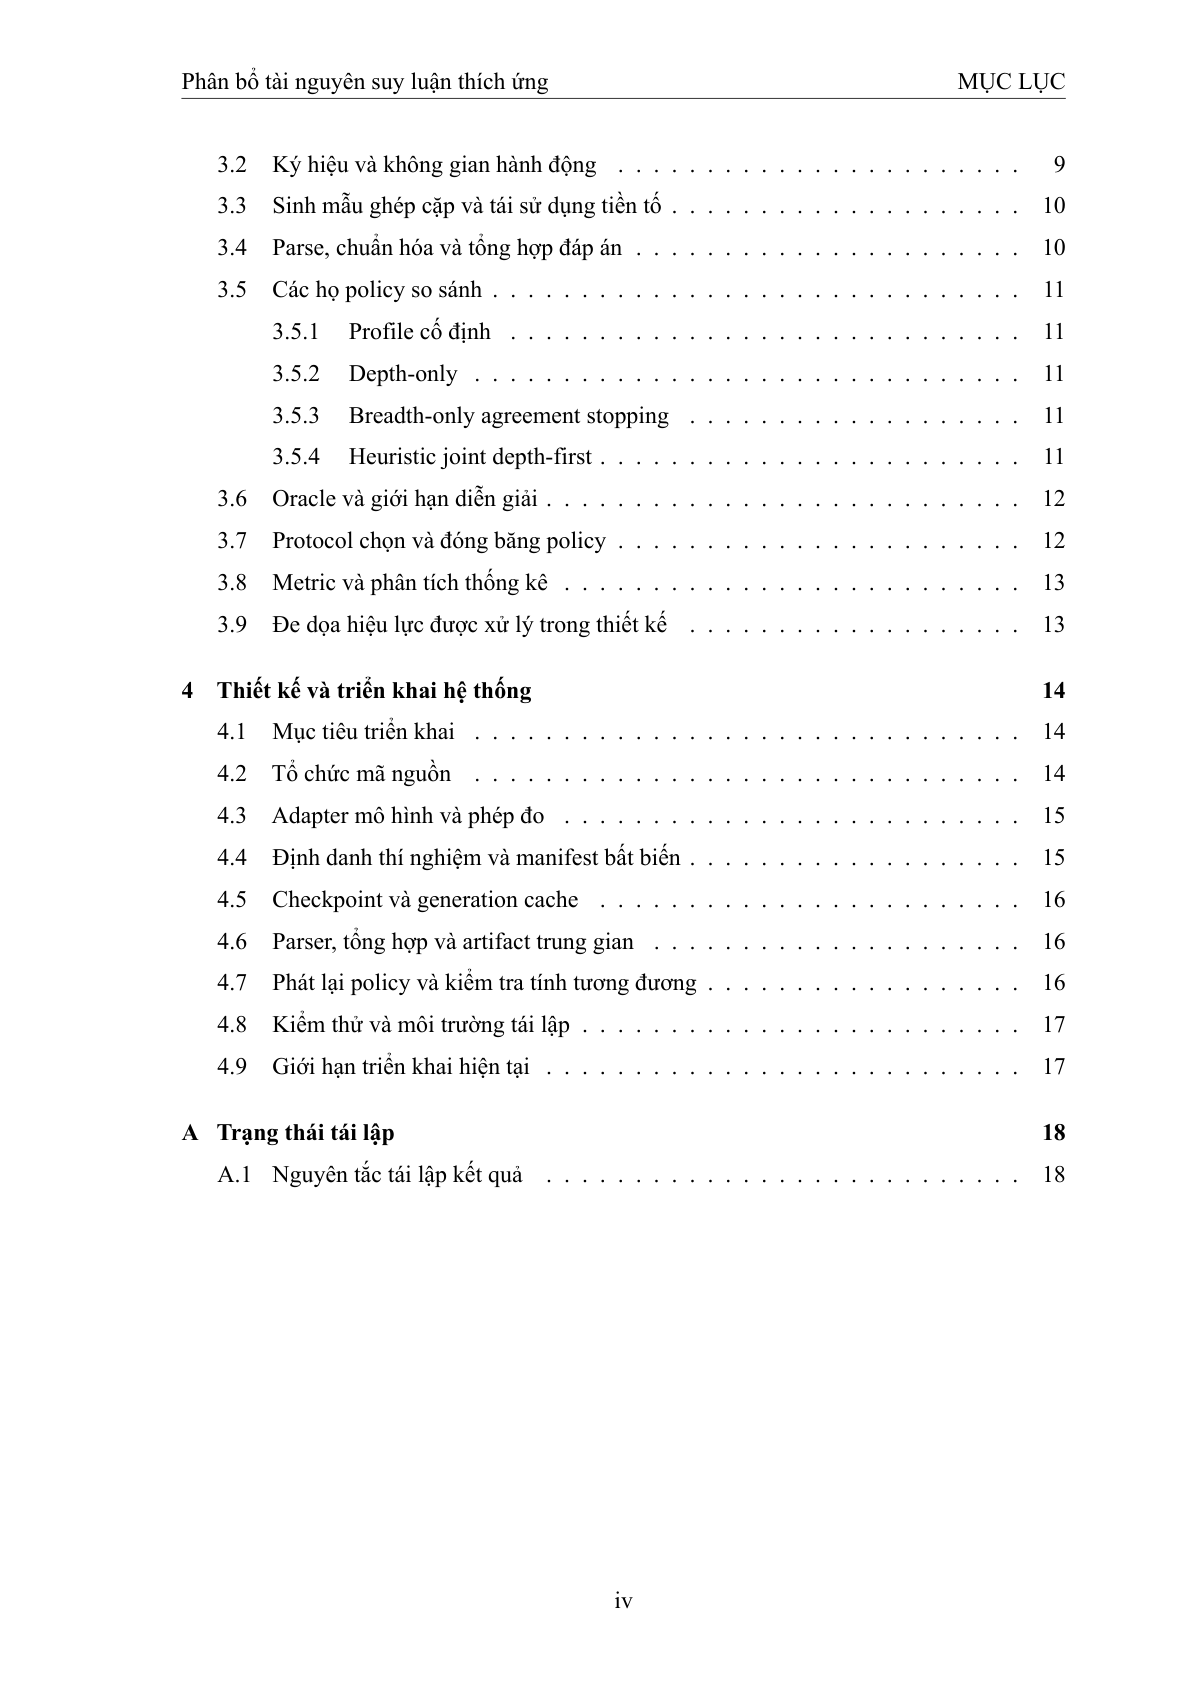 Phân bổ tài nguyên suy luận thích ứng MỤC LỤC
3.2 Ký hiệu và không gian hành động . . . . . . . . . . . . . . . . . . . . . . . 9
3.3 Sinh mẫu ghép cặp và tái sử dụng tiền tố . . . . . . . . . . . . . . . . . . . . 10
3.4 Parse, chuẩn hóa và tổng hợp đáp án . . . . . . . . . . . . . . . . . . . . . . 10
3.5 Các họ policy so sánh . . . . . . . . . . . . . . . . . . . . . . . . . . . . . . 11
3.5.1 Profile cố định . . . . . . . . . . . . . . . . . . . . . . . . . . . . . 11
3.5.2 Depth-only . . . . . . . . . . . . . . . . . . . . . . . . . . . . . . . 11
3.5.3 Breadth-only agreement stopping . . . . . . . . . . . . . . . . . . . 11
3.5.4 Heuristic joint depth-first . . . . . . . . . . . . . . . . . . . . . . . . 11
3.6 Oracle và giới hạn diễn giải . . . . . . . . . . . . . . . . . . . . . . . . . . . 12
3.7 Protocol chọn và đóng băng policy . . . . . . . . . . . . . . . . . . . . . . . 12
3.8 Metric và phân tích thống kê . . . . . . . . . . . . . . . . . . . . . . . . . . 13
3.9 Đe dọa hiệu lực được xử lý trong thiết kế . . . . . . . . . . . . . . . . . . . 13
4 Thiết kế và triển khai hệ thống 14
4.1 Mục tiêu triển khai . . . . . . . . . . . . . . . . . . . . . . . . . . . . . . . 14
4.2 Tổ chức mã nguồn . . . . . . . . . . . . . . . . . . . . . . . . . . . . . . . 14
4.3 Adapter mô hình và phép đo . . . . . . . . . . . . . . . . . . . . . . . . . . 15
4.4 Định danh thí nghiệm và manifest bất biến . . . . . . . . . . . . . . . . . . . 15
4.5 Checkpoint và generation cache . . . . . . . . . . . . . . . . . . . . . . . . 16
4.6 Parser, tổng hợp và artifact trung gian . . . . . . . . . . . . . . . . . . . . . 16
4.7 Phát lại policy và kiểm tra tính tương đương . . . . . . . . . . . . . . . . . . 16
4.8 Kiểm thử và môi trường tái lập . . . . . . . . . . . . . . . . . . . . . . . . . 17
4.9 Giới hạn triển khai hiện tại . . . . . . . . . . . . . . . . . . . . . . . . . . . 17
A Trạng thái tái lập 18
A.1 Nguyên tắc tái lập kết quả . . . . . . . . . . . . . . . . . . . . . . . . . . . 18
iv